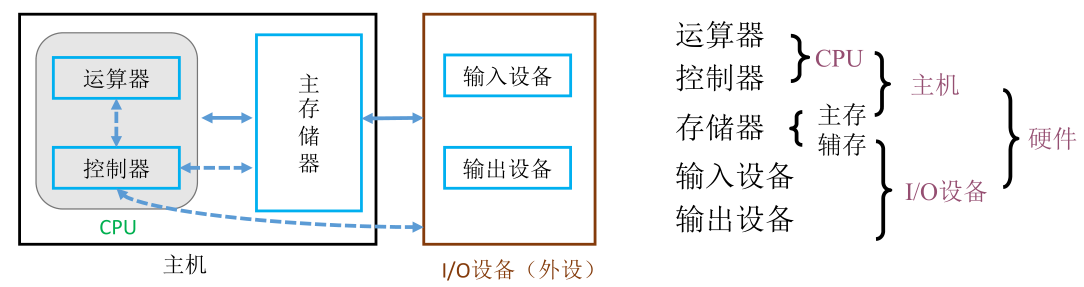 运算器
控制器
CPU
主存储器
主机
输入设备
输出设备
I/O设备（外设）
运算器
控制器
CPU
存储器
主存
辅存
主机
输入设备
输出设备
I/O设备
硬件